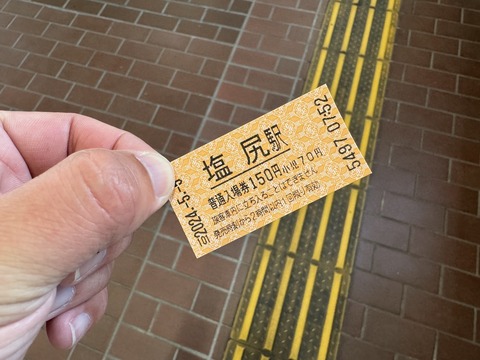 塩尻駅
普通入場券150円小児70円
旅客車内に立ち入ることはできません。
発売時刻から2時間以内1回限り有効
2024.-5.-5
101
5497 07:52